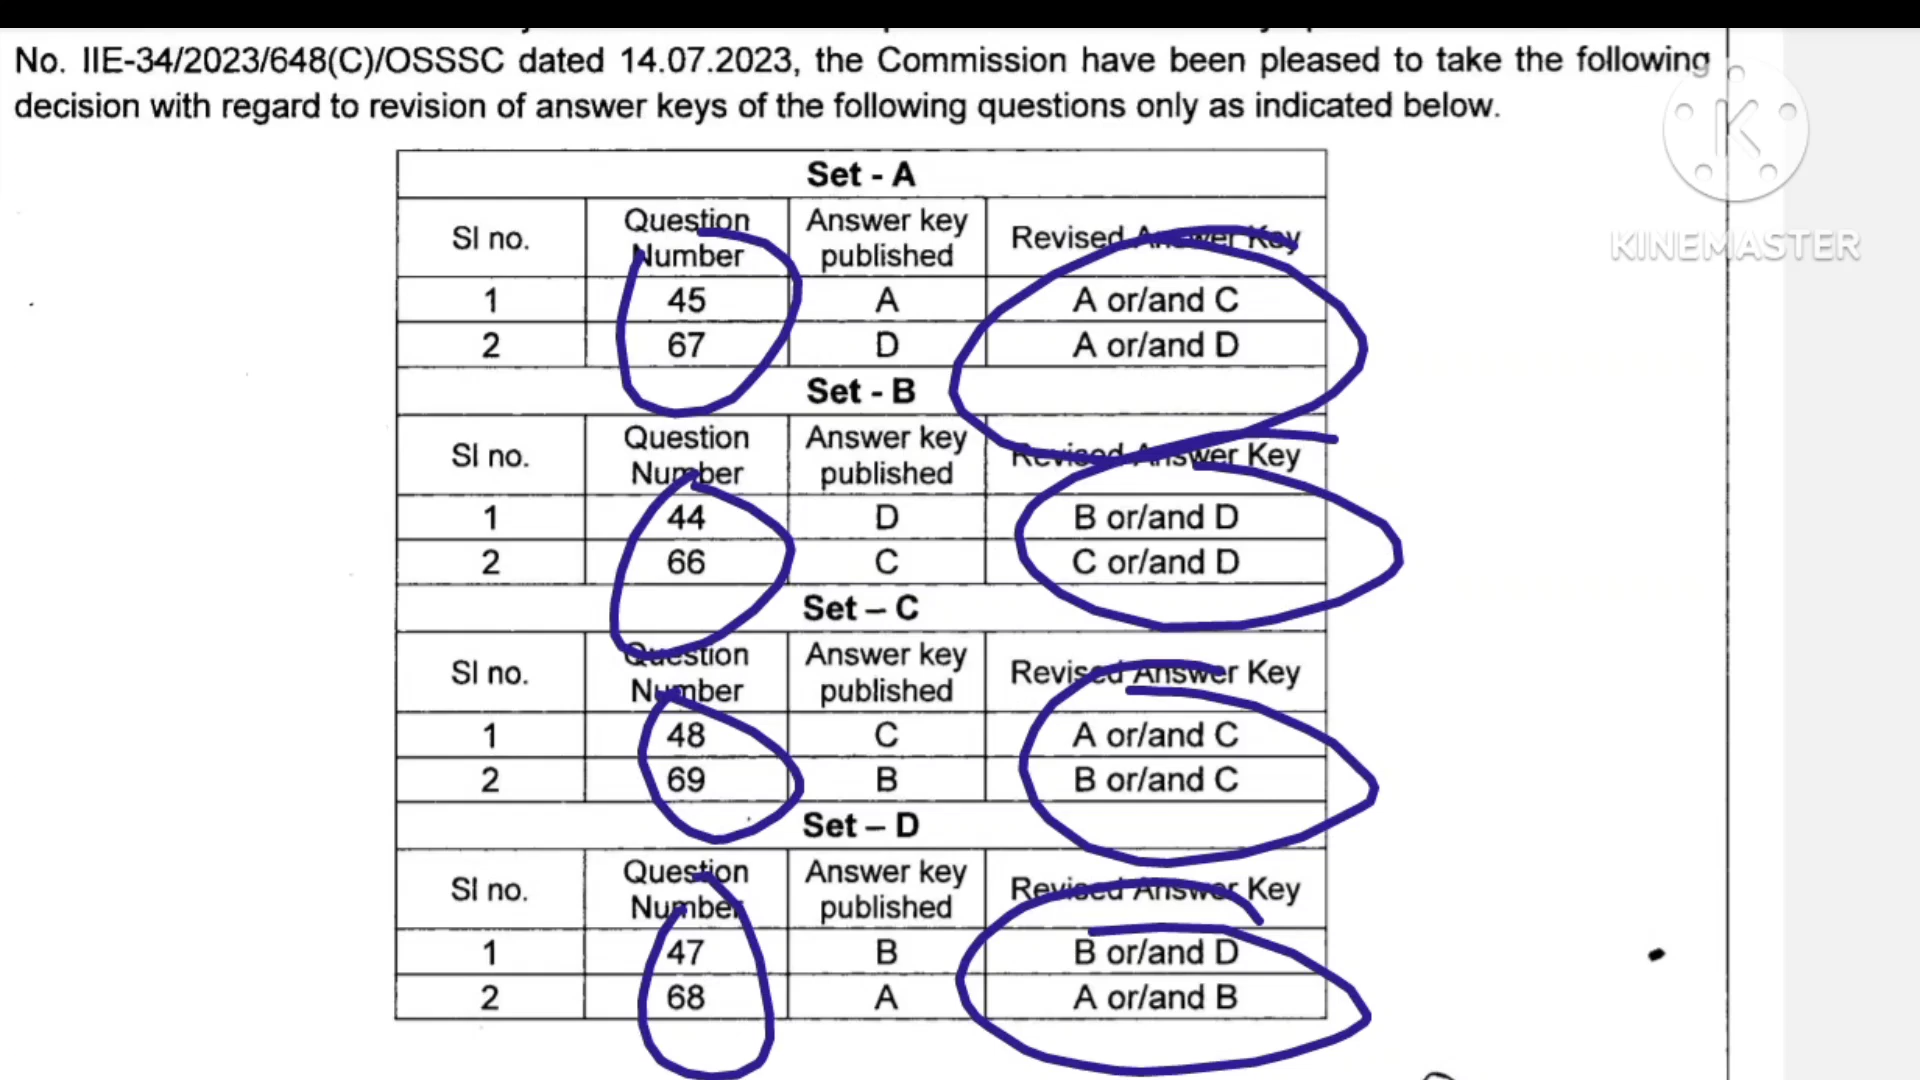 No. IIE-34/2023/648(C)/OSSSC dated 14.07.2023, the Commission have been pleased to take the following
decision with regard to revision of answer keys of the following questions only as indicated below.
K
KINEMASTER
Set - A
Sl no. Question Number Answer key published Revised Answer Key
1 45 A A or/and C
2 67 D A or/and D
Set - B
Sl no. Question Number Answer key published Revised Answer Key
1 44 D B or/and D
2 66 C C or/and D
Set – C
Sl no. Question Number Answer key published Revised Answer Key
1 48 C A or/and C
2 69 B B or/and C
Set – D
Sl no. Question Number Answer key published Revised Answer Key
1 47 B B or/and D
2 68 A A or/and B